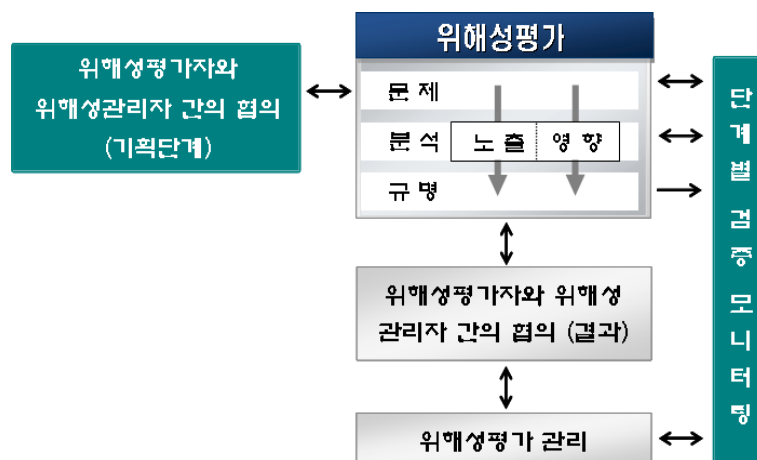 위해성평가
위해성평가자와
위해성관리자 간의 협의
(기획단계)
문 제
분 석 노 출 영 향
규 명
위해성평가자와 위해성
관리자 간의 협의 (결과)
위해성평가 관리
단
계
별
검
증
모
니
터
링